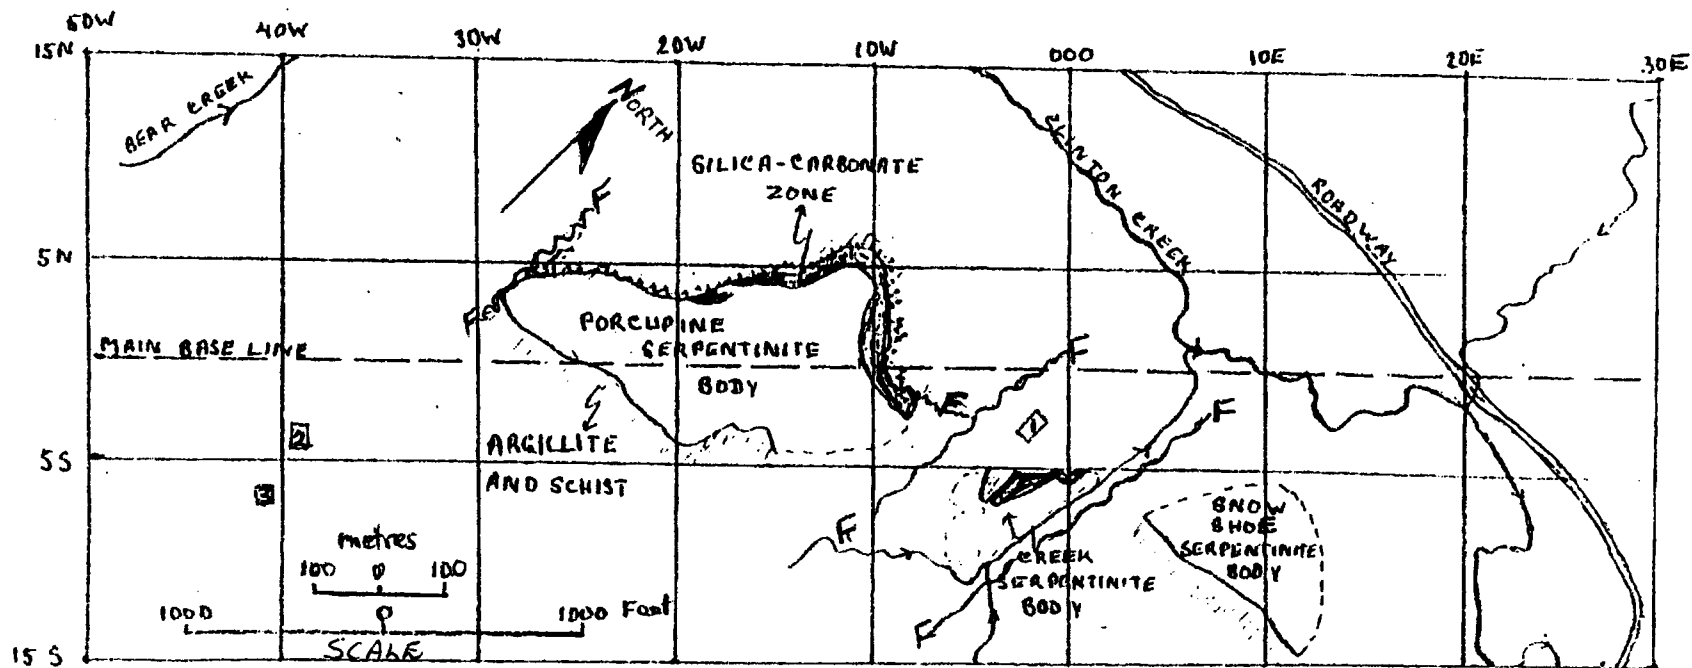 50W
40W
30W
20W
10W
000
10E
20E
30E
15N
BEAR CREEK
NORTH
SILICA-CARBONATE
ZONE
F
SLINTON CREEK
ROADWAY
5N
F
PORCUPINE
SERPENTINITE
BODY
MAIN BASE LINE
F
F
F
1
2
ARGILLITE
AND SCHIST
5S
3
SNOW
SHOE
SERPENTINITE
BODY
F
CREEK
SERPENTINITE
BODY
F
metres
100 0 100
1000 0 1000 Feet
SCALE
15 S